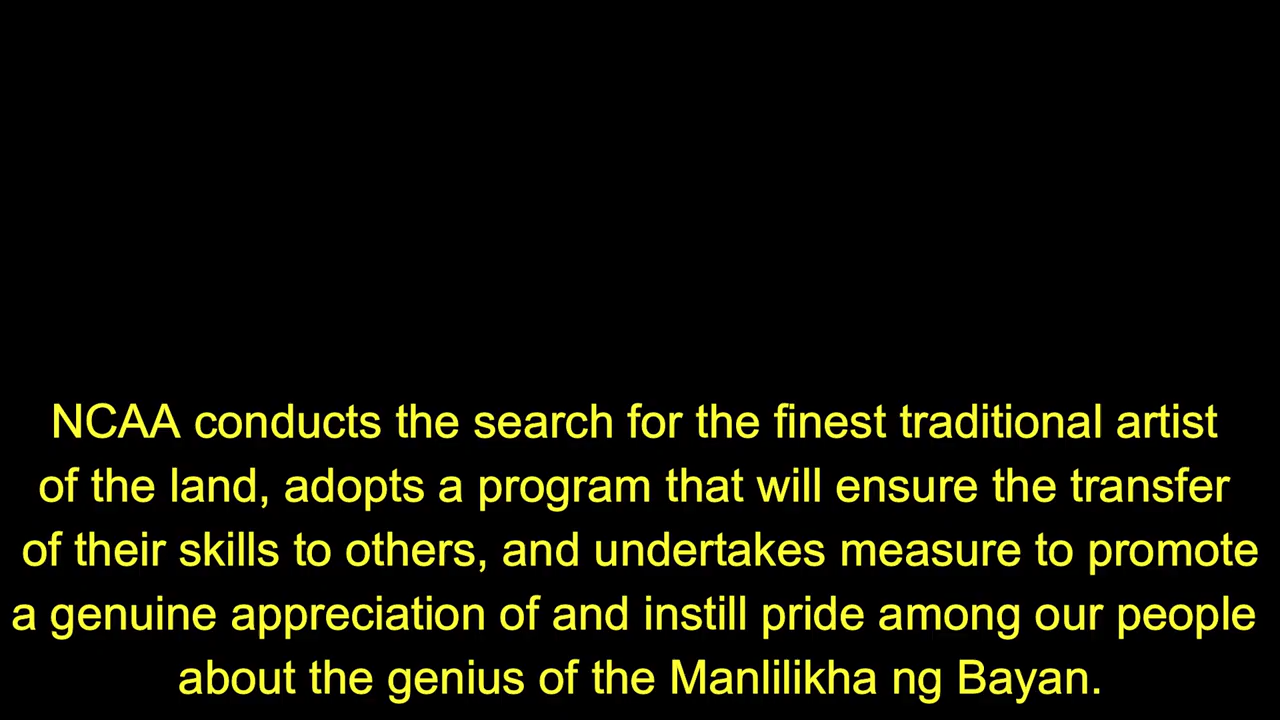 NCAA conducts the search for the finest traditional artist
of the land, adopts a program that will ensure the transfer
of their skills to others, and undertakes measure to promote
a genuine appreciation of and instill pride among our people
about the genius of the Manlilikha ng Bayan.